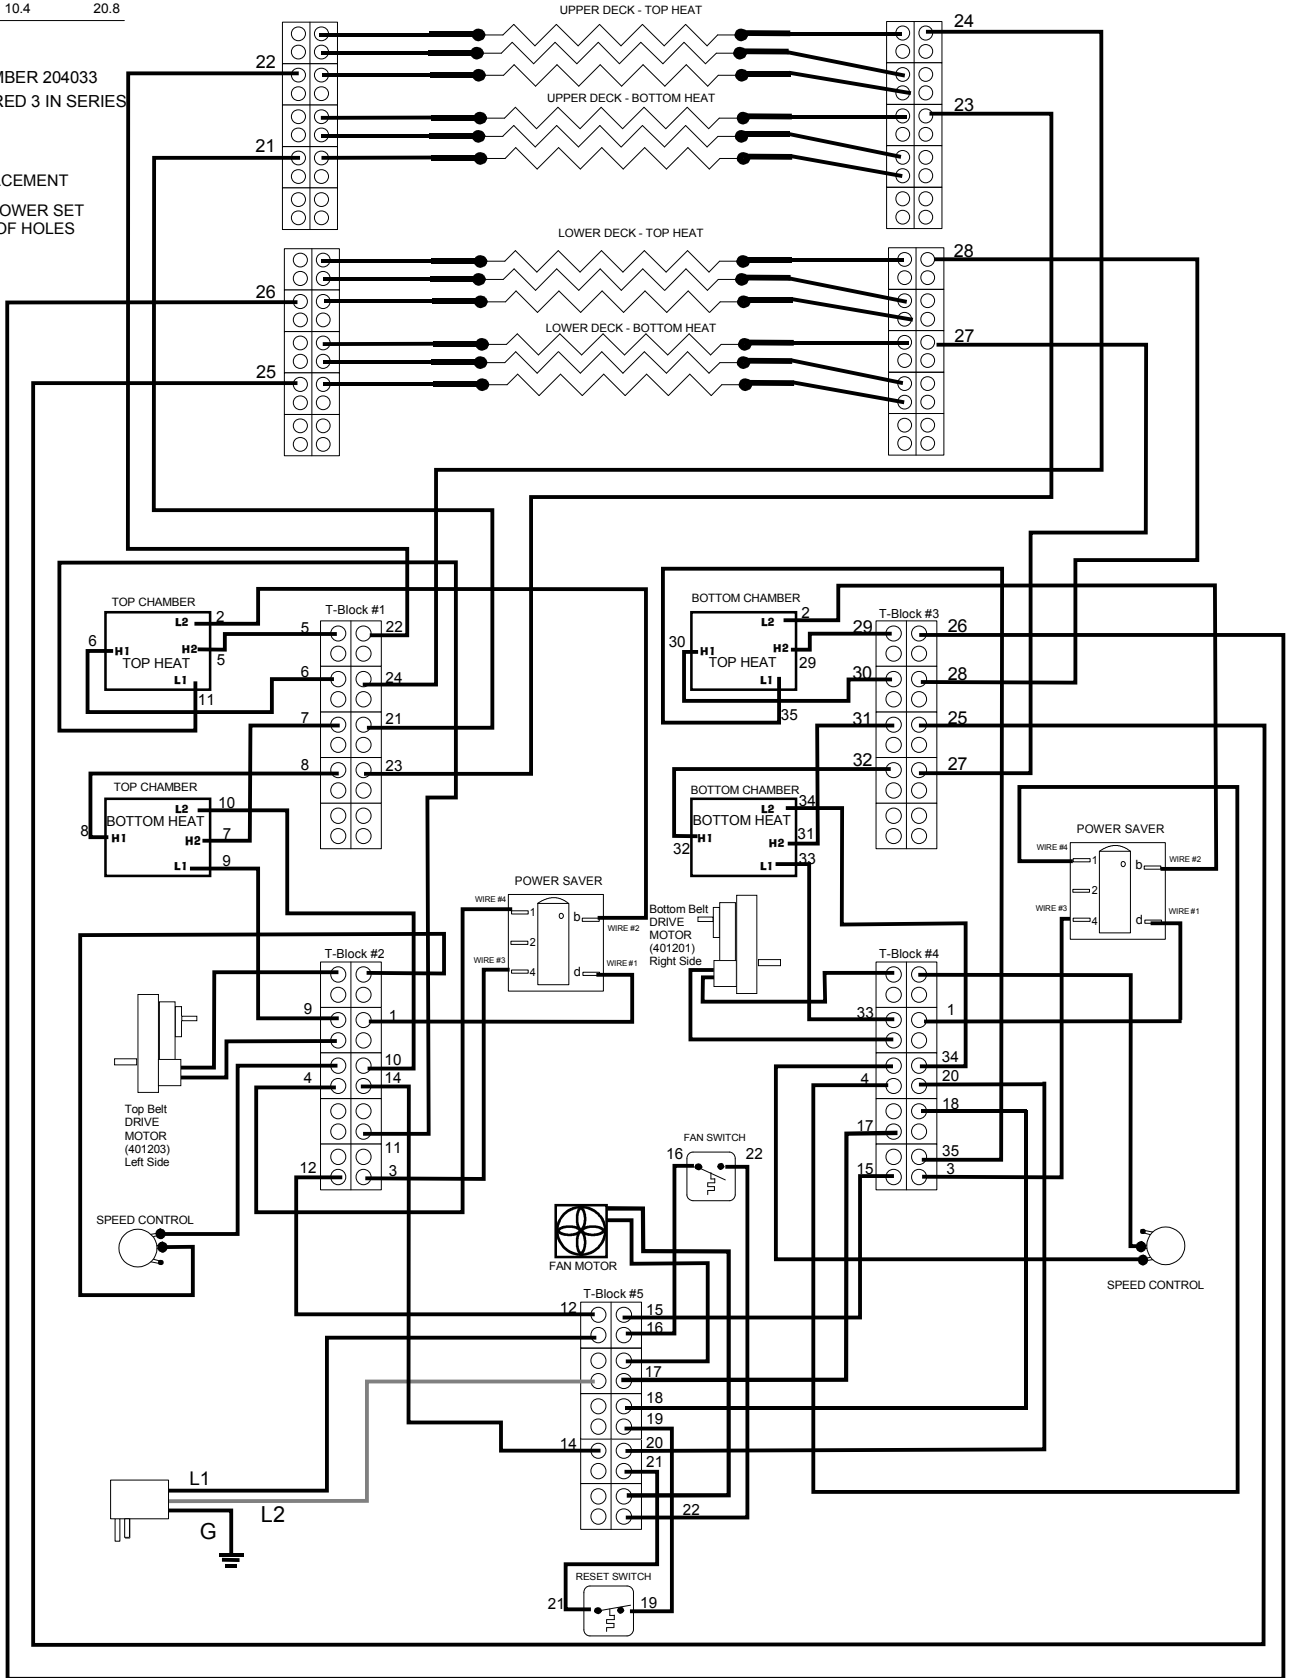 10.4 20.8
MBER 204033
RED 3 IN SERIES
ACEMENT
OWER SET
OF HOLES
UPPER DECK - TOP HEAT
24
22
UPPER DECK - BOTTOM HEAT
23
21
LOWER DECK - TOP HEAT
28
26
LOWER DECK - BOTTOM HEAT
27
25
TOP CHAMBER
L2 2
6 H1 H2 5
TOP HEAT
L1
11
T-Block #1
5 22
6 24
7 21
8 23
TOP CHAMBER
L2 10
BOTTOM HEAT
8 H1 H2 7
L1 9
BOTTOM CHAMBER
L2 2
30 H1 H2 29
TOP HEAT
L1
35
T-Block #3
29 26
30 28
31 25
32 27
BOTTOM CHAMBER
L2 34
BOTTOM HEAT
32 H1 H2 31
L1 33
POWER SAVER
WIRE #4 1 b WIRE #2
2
WIRE #3 4 d WIRE #1
POWER SAVER
WIRE #4 1 b WIRE #2
2
WIRE #3 4 d WIRE #1
Bottom Belt
DRIVE
MOTOR
(401201)
Right Side
T-Block #2
9 1
10
4 14
11
12 3
T-Block #4
33 1
34
4 20
18
17
35
15 3
Top Belt
DRIVE
MOTOR
(401203)
Left Side
SPEED CONTROL
FAN SWITCH
16 22
FAN MOTOR
SPEED CONTROL
T-Block #5
12 15
16
17
18
19
14 20
21
22
L1
L2
G
RESET SWITCH
21 19